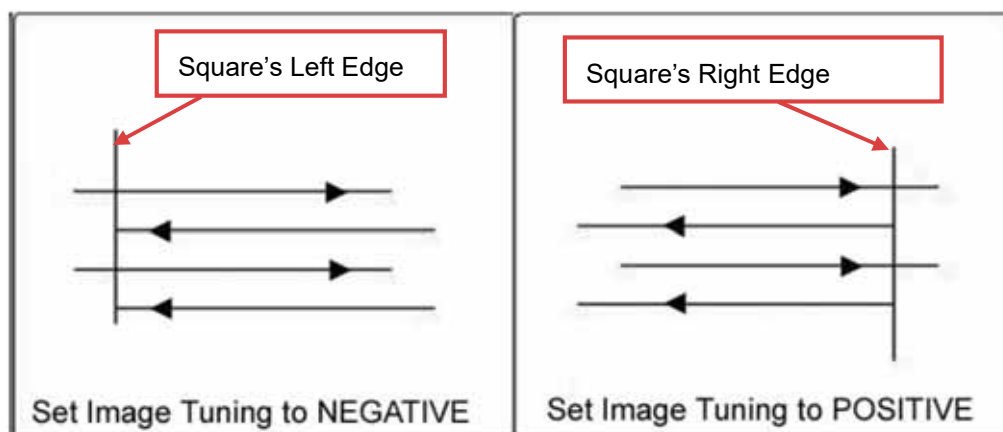 Square's Left Edge
Square's Right Edge
Set Image Tuning to NEGATIVE
Set Image Tuning to POSITIVE